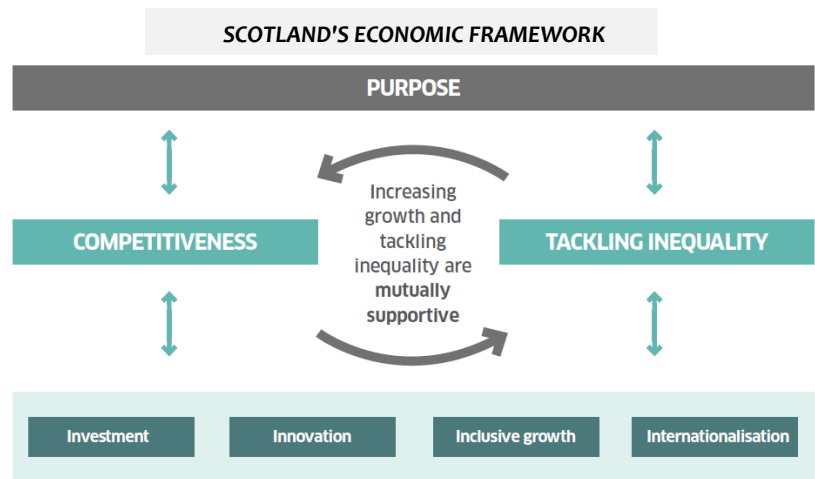 SCOTLAND'S ECONOMIC FRAMEWORK
PURPOSE
Increasing
growth and
tackling
inequality are
mutually
supportive
COMPETITIVENESS
TACKLING INEQUALITY
Investment
Innovation
Inclusive growth
Internationalisation